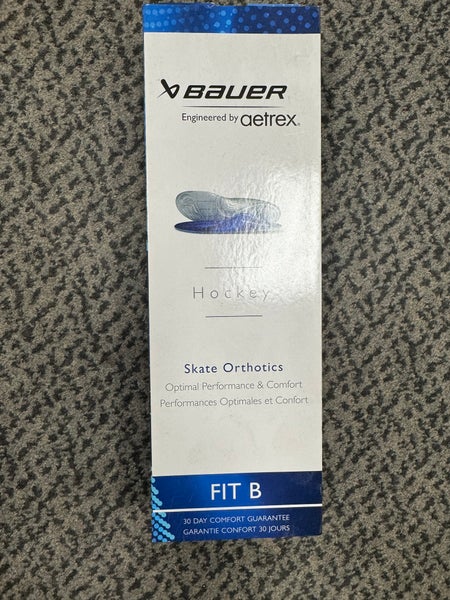 BAUER
Engineered by aetrex®
Hockey
Skate Orthotics
Optimal Performance & Comfort
Performances Optimales et Confort
FIT B
30 DAY COMFORT GUARANTEE
GARANTIE CONFORT 30 JOURS